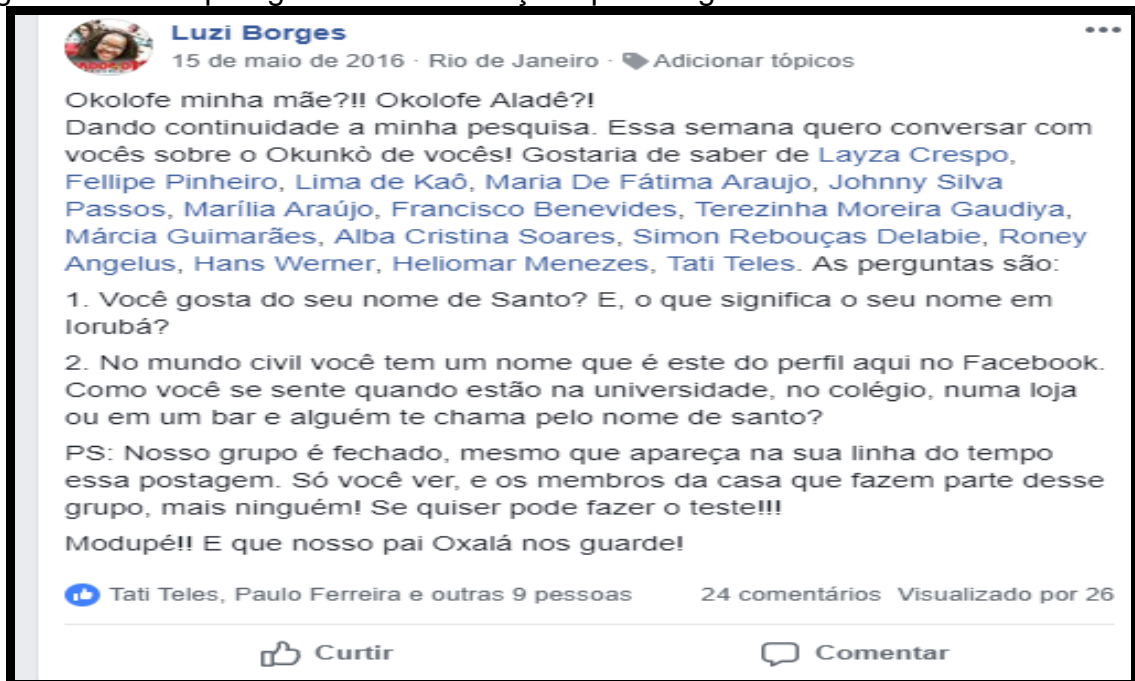 Luzi Borges
15 de maio de 2016 · Rio de Janeiro · Adicionar tópicos
Okolofe minha mãe?!! Okolofe Aladê?!
Dando continuidade a minha pesquisa. Essa semana quero conversar com
vocês sobre o Okunkò de vocês! Gostaria de saber de Layza Crespo,
Fellipe Pinheiro, Lima de Kaô, Maria De Fátima Araujo, Johnny Silva
Passos, Marília Araújo, Francisco Benevides, Terezinha Moreira Gaudiya,
Márcia Guimarães, Alba Cristina Soares, Simon Rebouças Delabie, Roney
Angelus, Hans Werner, Heliomar Menezes, Tati Teles. As perguntas são:
1. Você gosta do seu nome de Santo? E, o que significa o seu nome em
Iorubá?
2. No mundo civil você tem um nome que é este do perfil aqui no Facebook.
Como você se sente quando estão na universidade, no colégio, numa loja
ou em um bar e alguém te chama pelo nome de santo?
PS: Nosso grupo é fechado, mesmo que apareça na sua linha do tempo
essa postagem. Só você ver, e os membros da casa que fazem parte desse
grupo, mais ninguém! Se quiser pode fazer o teste!!!
Modupé!! E que nosso pai Oxalá nos guarde!
Tati Teles, Paulo Ferreira e outras 9 pessoas 24 comentários Visualizado por 26
Curtir Comentar